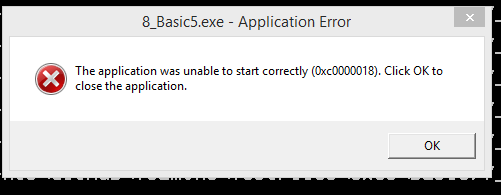 8_Basic5.exe - Application Error
The application was unable to start correctly (0xc0000018). Click OK to
close the application.
OK